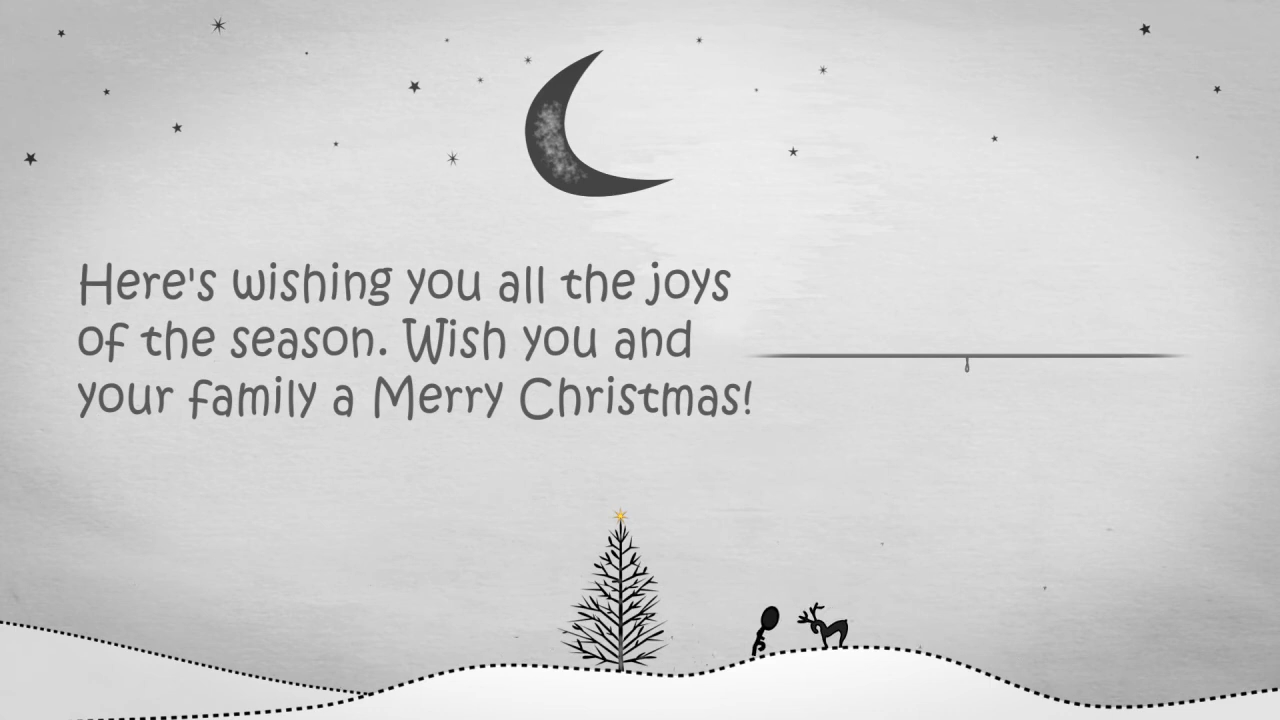 Here's wishing you all the joys
of the season. Wish you and
your family a Merry Christmas!